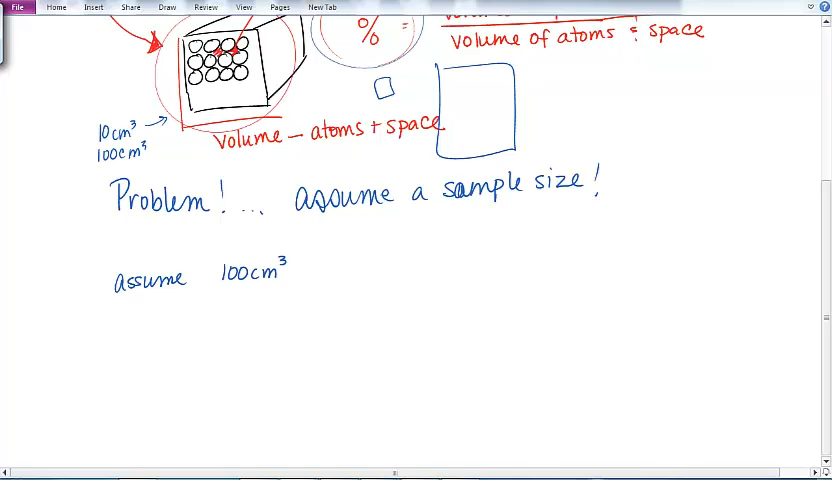 File Home Insert Share Draw Review View Pages New Tab
% =
volume of atoms : space
10cm³
100cm³
volume – atoms + space
Problem! ... assume a sample size!
assume 100cm³